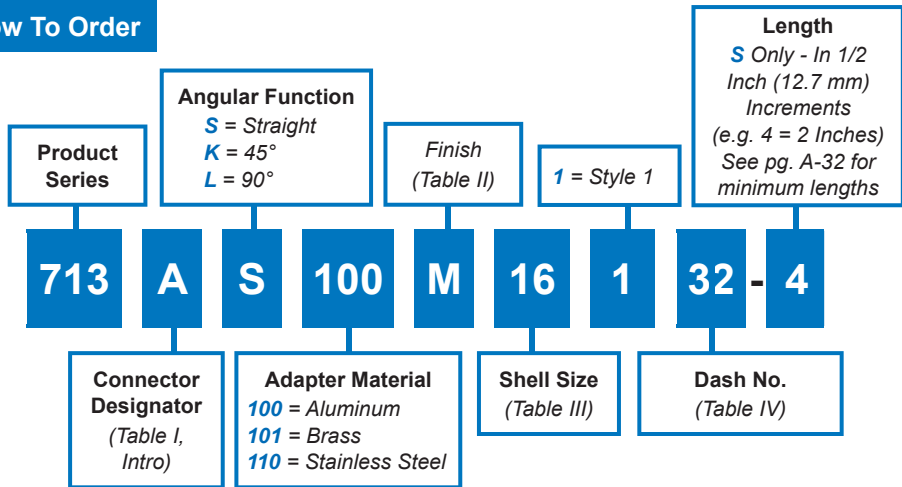 w To Order
Length
S Only - In 1/2
Inch (12.7 mm)
Increments
(e.g. 4 = 2 Inches)
See pg. A-32 for
minimum lengths
Angular Function
S = Straight
K = 45°
L = 90°
Product
Series
Finish
(Table II)
1 = Style 1
713 A S 100 M 16 1 32 - 4
Connector
Designator
(Table I,
Intro)
Adapter Material
100 = Aluminum
101 = Brass
110 = Stainless Steel
Shell Size
(Table III)
Dash No.
(Table IV)